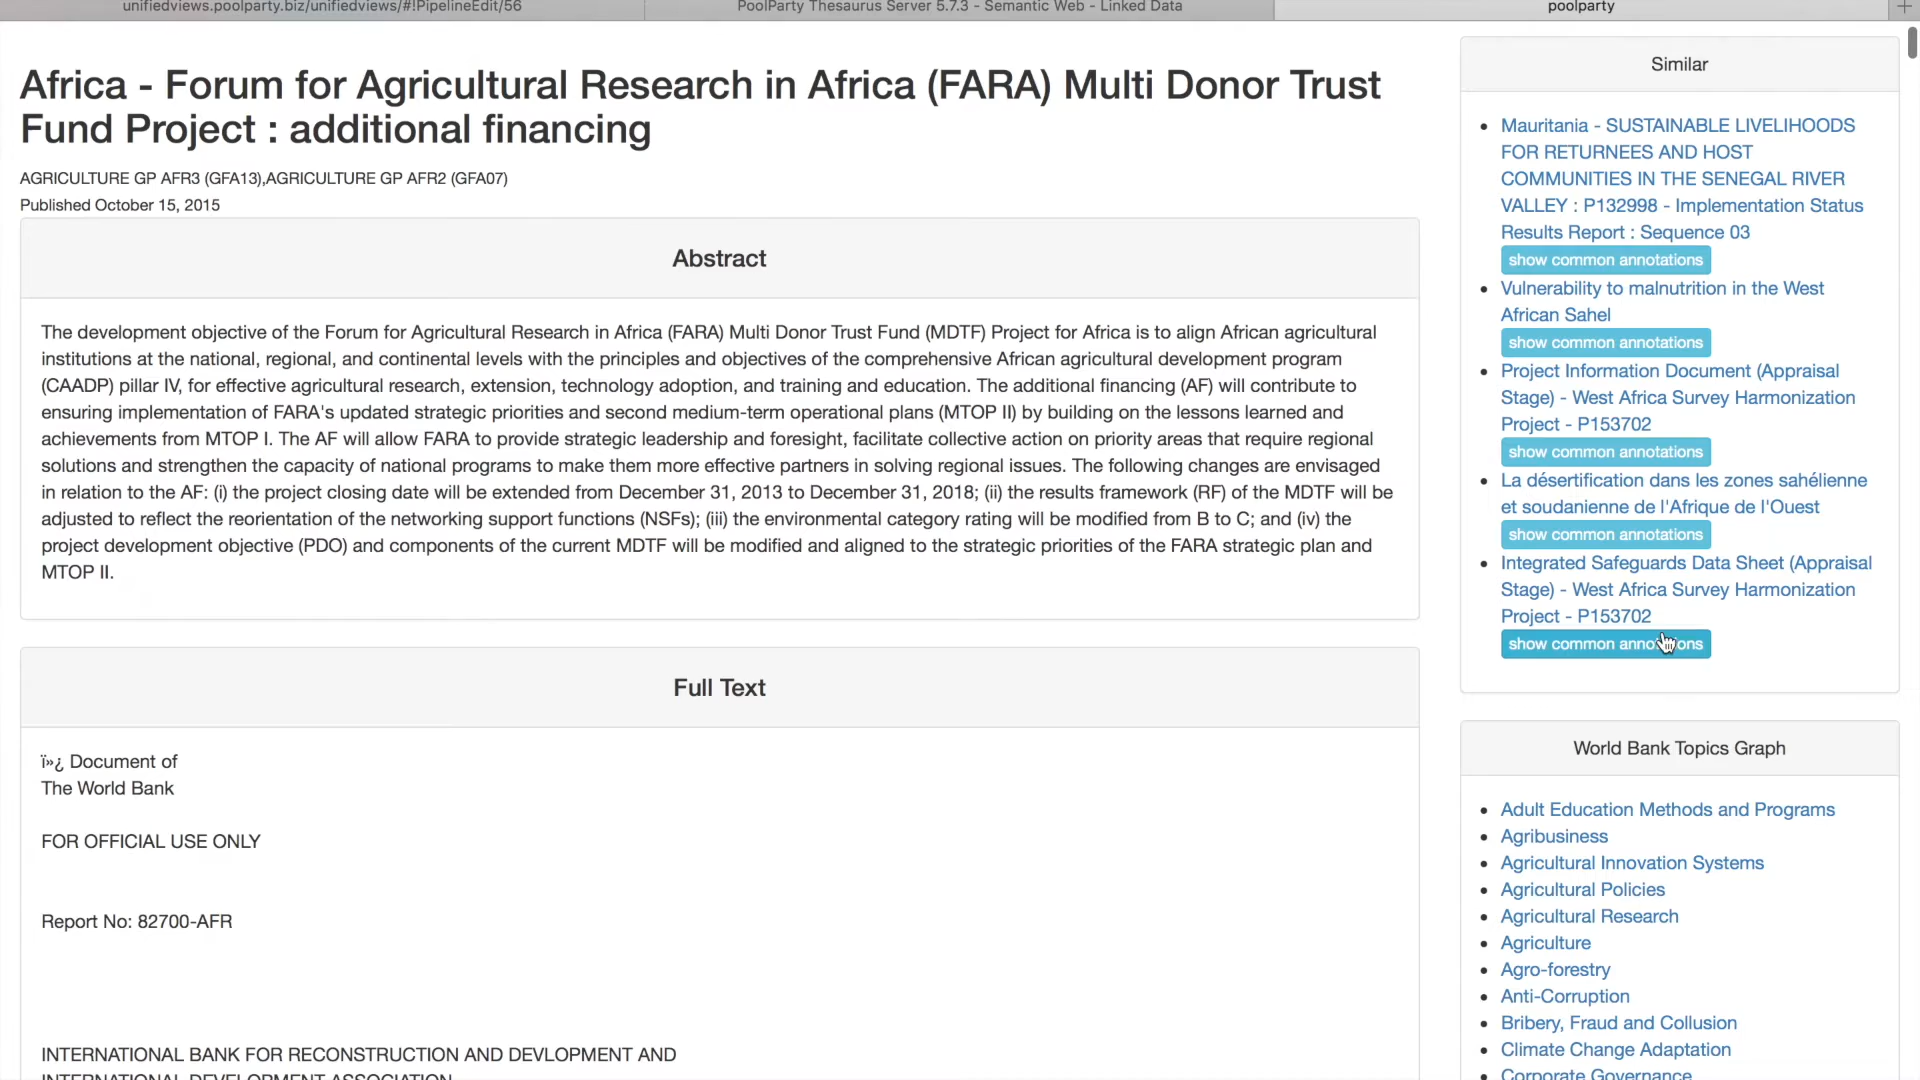 unifiedviews.poolparty.biz/unifiedviews/#!PipelineEdit/56
PoolParty Thesaurus Server 5.7.3 - Semantic Web - Linked Data
poolparty
Africa - Forum for Agricultural Research in Africa (FARA) Multi Donor Trust
Fund Project : additional financing
AGRICULTURE GP AFR3 (GFA13),AGRICULTURE GP AFR2 (GFA07)
Published October 15, 2015
Abstract
The development objective of the Forum for Agricultural Research in Africa (FARA) Multi Donor Trust Fund (MDTF) Project for Africa is to align African agricultural
institutions at the national, regional, and continental levels with the principles and objectives of the comprehensive African agricultural development program
(CAADP) pillar IV, for effective agricultural research, extension, technology adoption, and training and education. The additional financing (AF) will contribute to
ensuring implementation of FARA's updated strategic priorities and second medium-term operational plans (MTOP II) by building on the lessons learned and
achievements from MTOP I. The AF will allow FARA to provide strategic leadership and foresight, facilitate collective action on priority areas that require regional
solutions and strengthen the capacity of national programs to make them more effective partners in solving regional issues. The following changes are envisaged
in relation to the AF: (i) the project closing date will be extended from December 31, 2013 to December 31, 2018; (ii) the results framework (RF) of the MDTF will be
adjusted to reflect the reorientation of the networking support functions (NSFs); (iii) the environmental category rating will be modified from B to C; and (iv) the
project development objective (PDO) and components of the current MDTF will be modified and aligned to the strategic priorities of the FARA strategic plan and
MTOP II.
Full Text
ï»¿ Document of
The World Bank
FOR OFFICIAL USE ONLY
Report No: 82700-AFR
INTERNATIONAL BANK FOR RECONSTRUCTION AND DEVLOPMENT AND
INTERNATIONAL DEVELOPMENT ASSOCIATION
Similar
Mauritania - SUSTAINABLE LIVELIHOODS
FOR RETURNEES AND HOST
COMMUNITIES IN THE SENEGAL RIVER
VALLEY : P132998 - Implementation Status
Results Report : Sequence 03
show common annotations
Vulnerability to malnutrition in the West
African Sahel
show common annotations
Project Information Document (Appraisal
Stage) - West Africa Survey Harmonization
Project - P153702
show common annotations
La désertification dans les zones sahélienne
et soudanienne de l'Afrique de l'Ouest
show common annotations
Integrated Safeguards Data Sheet (Appraisal
Stage) - West Africa Survey Harmonization
Project - P153702
show common annotations
World Bank Topics Graph
Adult Education Methods and Programs
Agribusiness
Agricultural Innovation Systems
Agricultural Policies
Agricultural Research
Agriculture
Agro-forestry
Anti-Corruption
Bribery, Fraud and Collusion
Climate Change Adaptation
Corporate Governance